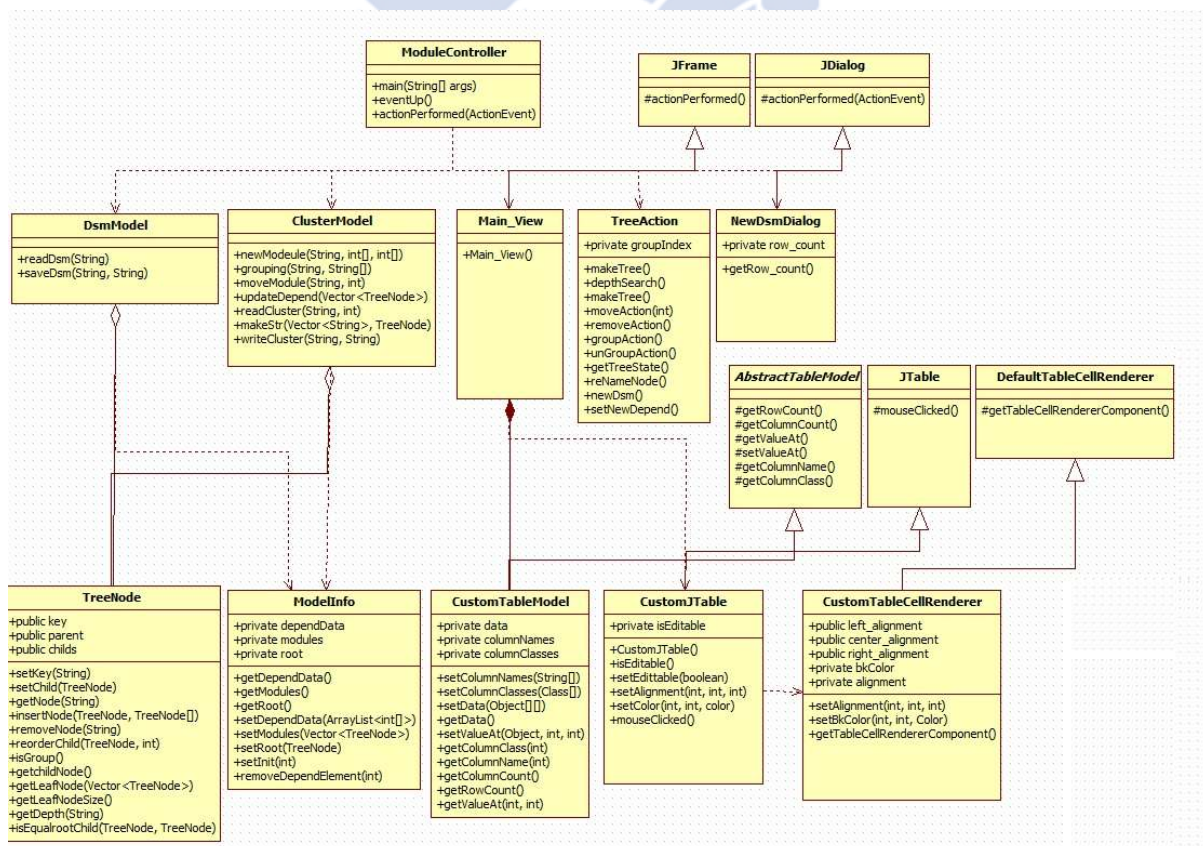 ModuleController
+main(String[] args)
+eventUp()
+actionPerformed(ActionEvent)
JFrame
#actionPerformed()
JDialog
#actionPerformed(ActionEvent)
DsmModel
+readDsm(String)
+saveDsm(String, String)
ClusterModel
+newModeule(String, int[], int[])
+grouping(String, String[])
+moveModule(String, int)
+updateDepend(Vector<TreeNode>)
+readCluster(String, int)
+makeStr(Vector<String>, TreeNode)
+writeCluster(String, String)
Main_View
+Main_View()
TreeAction
+private groupIndex
+makeTree()
+depthSearch()
+makeTree()
+moveAction(int)
+removeAction()
+groupAction()
+unGroupAction()
+getTreeState()
+reNameNode()
+newDsm()
+setNewDepend()
NewDsmDialog
+private row_count
+getRow_count()
AbstractTableModel
#getRowCount()
#getColumnCount()
#getValueAt()
#setValueAt()
#getColumnName()
#getColumnClass()
JTable
#mouseClicked()
DefaultTableCellRenderer
#getTableCellRendererComponent()
TreeNode
+public key
+public parent
+public childs
+setKey(String)
+setChild(TreeNode)
+getNode(String)
+insertNode(TreeNode, TreeNode[])
+removeNode(String)
+reorderChild(TreeNode, int)
+isGroup()
+getchildNode()
+getLeafNode(Vector<TreeNode>)
+getLeafNodeSize()
+getDepth(String)
+isEqualrootChild(TreeNode, TreeNode)
ModelInfo
+private dependData
+private modules
+private root
+getDependData()
+getModules()
+getRoot()
+setDependData(ArrayList<int[]>)
+setModules(Vector<TreeNode>)
+setRoot(TreeNode)
+setInit(int)
+removeDependElement(int)
CustomTableModel
+private data
+private columnNames
+private columnClasses
+setColumnNames(String[])
+setColumnClasses(Class[])
+setData(Object[][])
+getData()
+setValueAt(Object, int, int)
+getColumnClass(int)
+getColumnName(int)
+getColumnCount()
+getRowCount()
+getValueAt(int, int)
CustomJTable
+private isEditable
+CustomJTable()
+isEditable()
+setEdittable(boolean)
+setAlignment(int, int, int)
+setColor(int, int, color)
+mouseClicked()
CustomTableCellRenderer
+public left_alignment
+public center_alignment
+public right_alignment
+private bkColor
+private alignment
+setAlignment(int, int, int)
+setBkColor(int, int, Color)
+getTableCellRendererComponent()